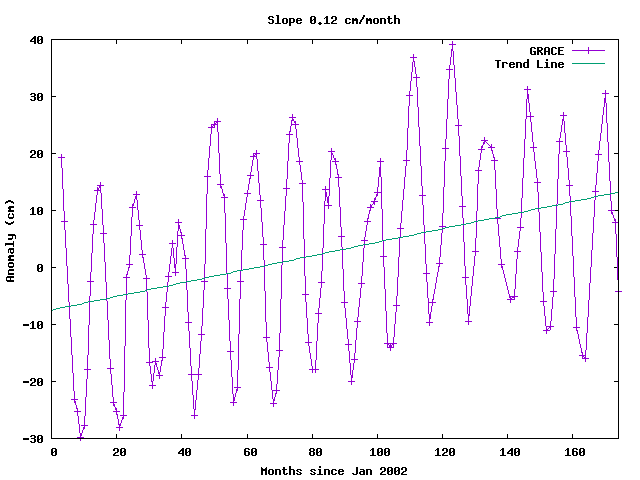 Slope 0.12 cm/month
GRACE
Trend Line
40
30
20
10
0
-10
-20
-30
Anomaly (cm)
0 20 40 60 80 100 120 140 160
Months since Jan 2002